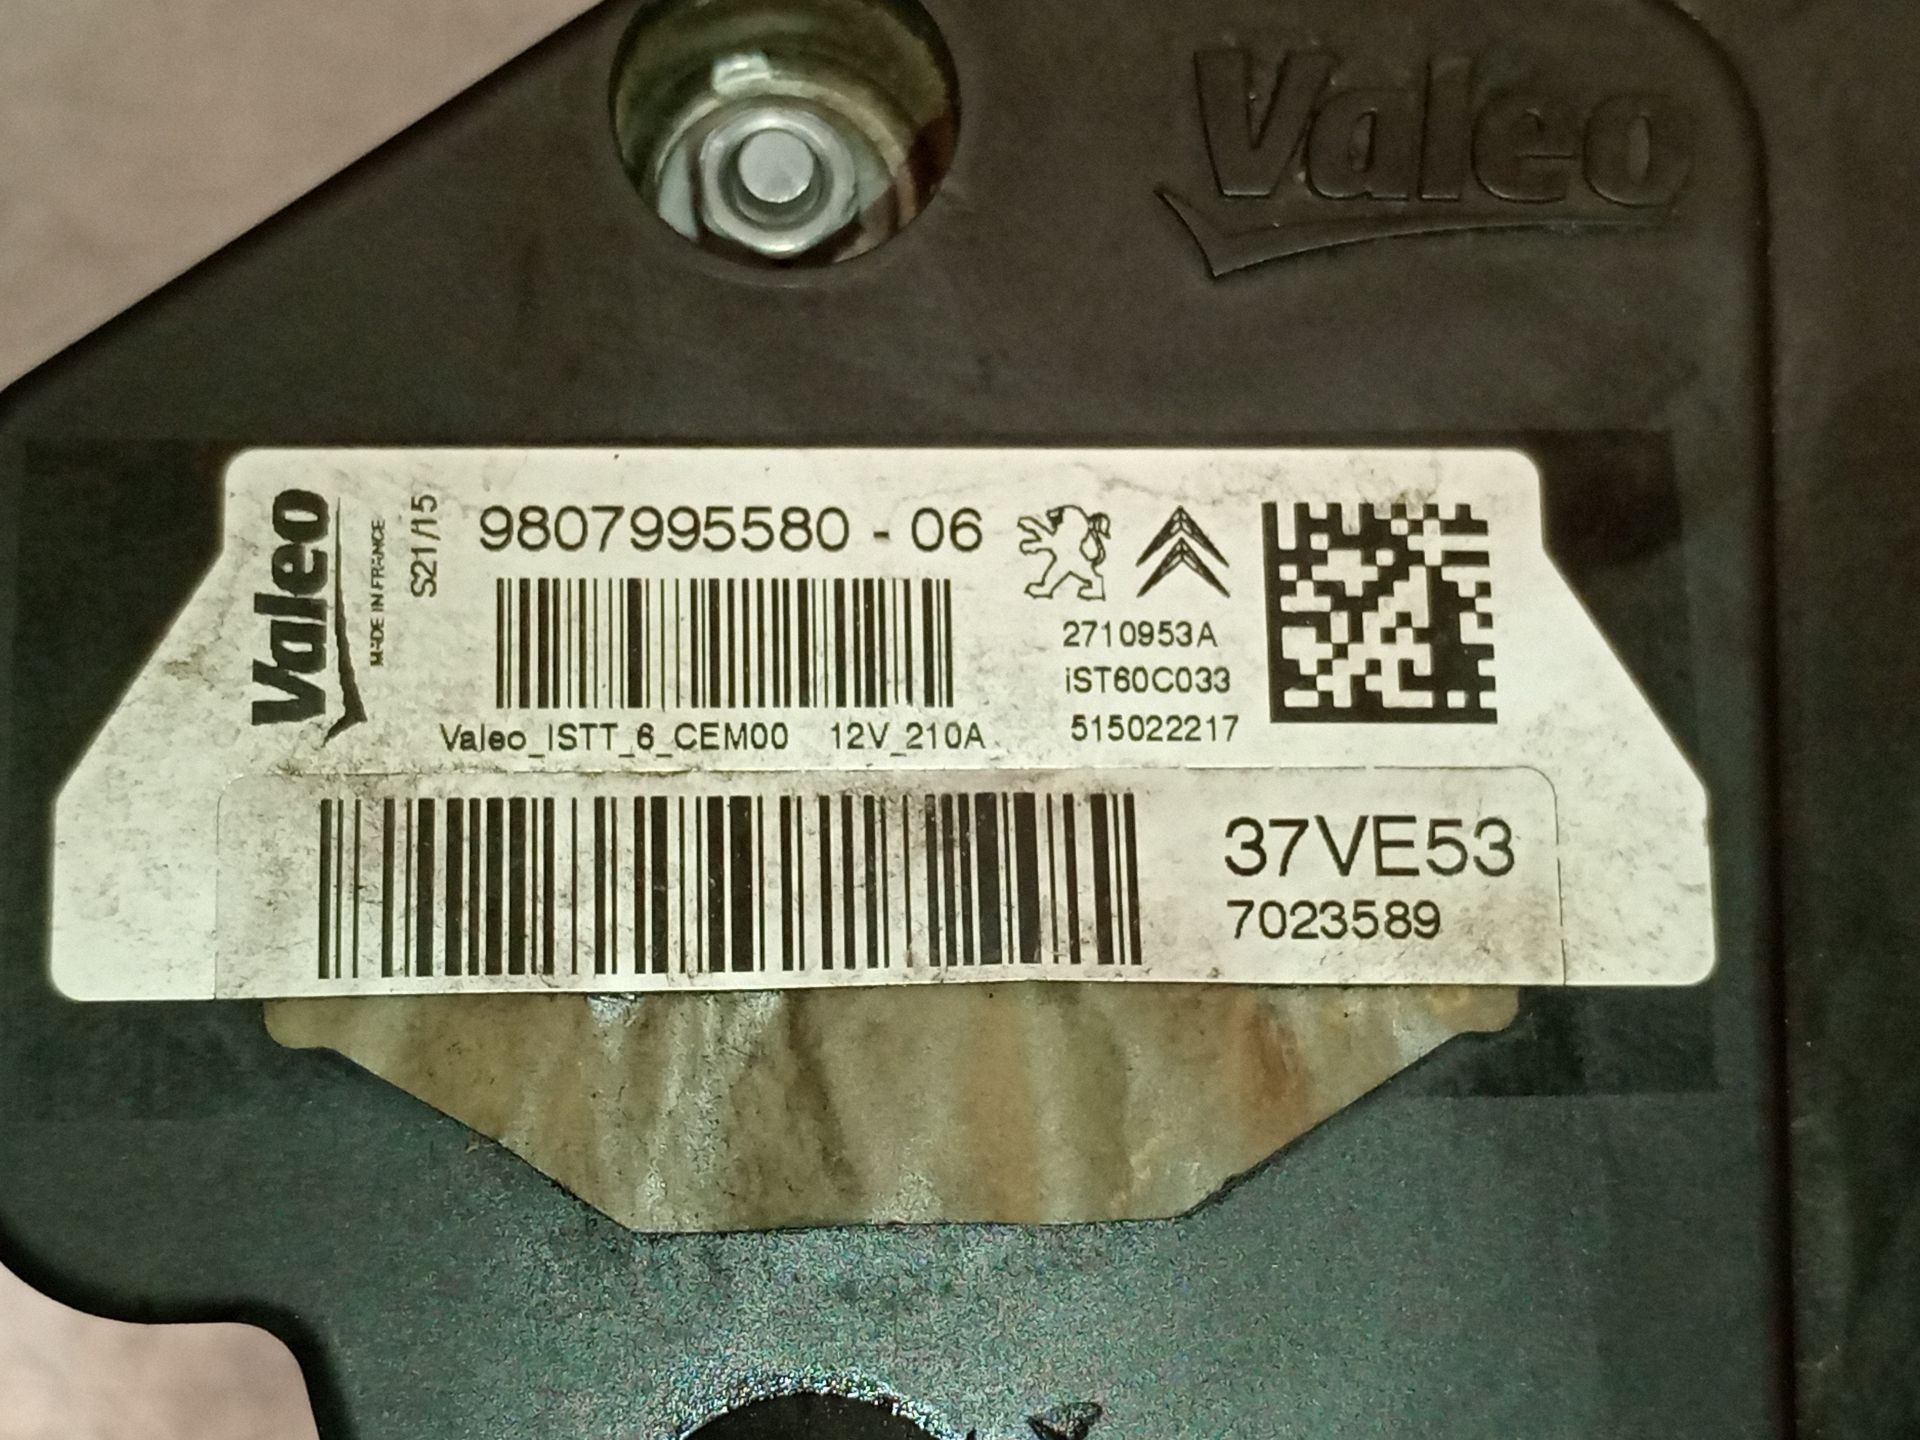 Valeo
Valeo
MADE IN FRANCE
S21/15
9807995580 - 06
2710953A
iST60C033
515022217
Valeo_ISTT_6_CEM00 12V_210A
37VE53
7023589